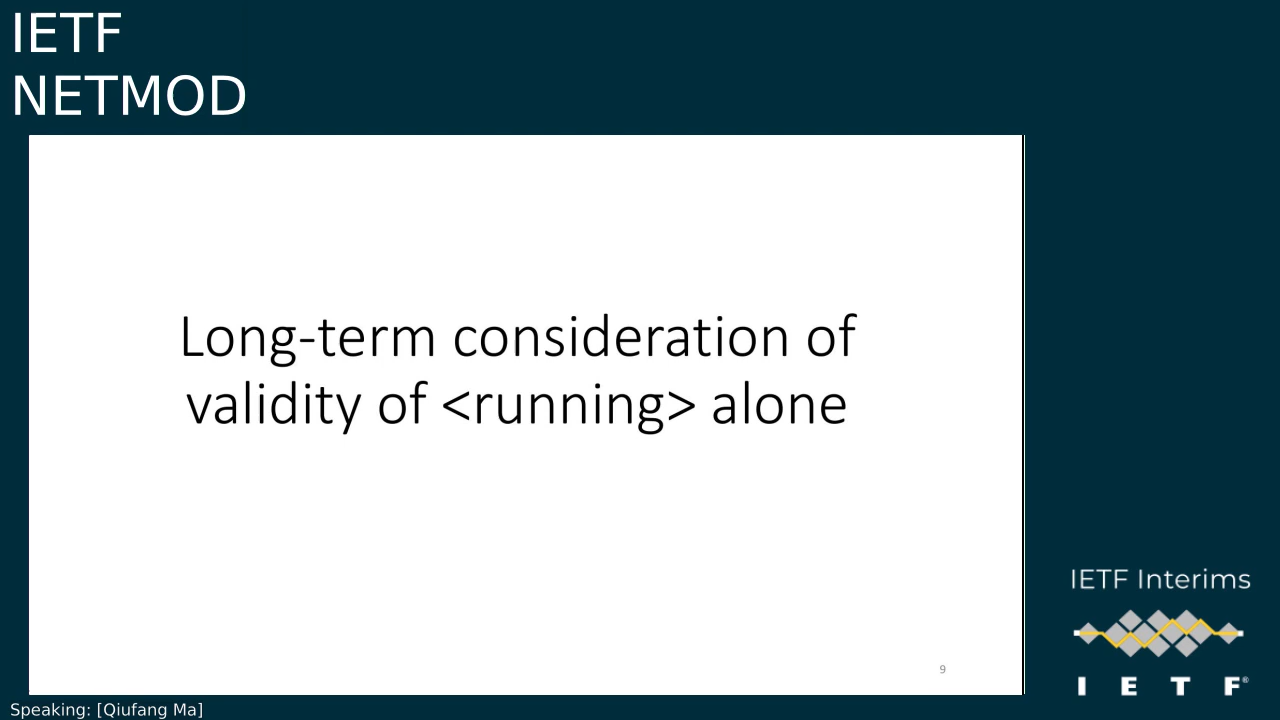 IETF
NETMOD
Long-term consideration of
validity of <running> alone
9
IETF Interims
I E T F®
Speaking: [Qiufang Ma]